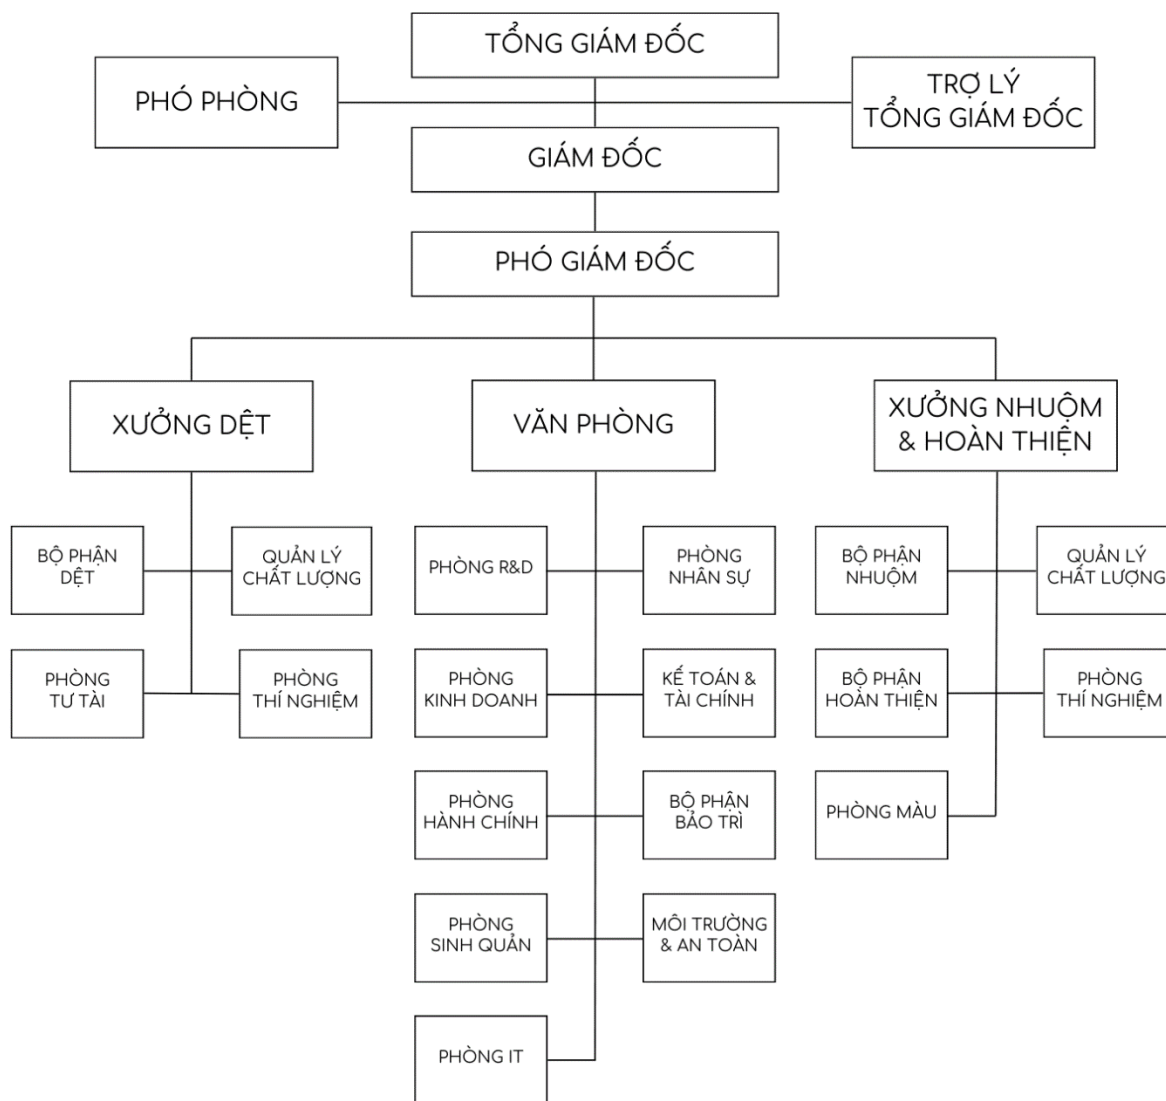 TỔNG GIÁM ĐỐC
PHÓ PHÒNG
TRỢ LÝ
TỔNG GIÁM ĐỐC
GIÁM ĐỐC
PHÓ GIÁM ĐỐC
XƯỞNG DỆT
VĂN PHÒNG
XƯỞNG NHUỘM
& HOÀN THIỆN
BỘ PHẬN
DỆT
QUẢN LÝ
CHẤT LƯỢNG
PHÒNG R&D
PHÒNG
NHÂN SỰ
BỘ PHẬN
NHUỘM
QUẢN LÝ
CHẤT LƯỢNG
PHÒNG
TƯ TÀI
PHÒNG
THÍ NGHIỆM
PHÒNG
KINH DOANH
KẾ TOÁN &
TÀI CHÍNH
BỘ PHẬN
HOÀN THIỆN
PHÒNG
THÍ NGHIỆM
PHÒNG
HÀNH CHÍNH
BỘ PHẬN
BẢO TRÌ
PHÒNG MÀU
PHÒNG
SINH QUẢN
MÔI TRƯỜNG
& AN TOÀN
PHÒNG IT